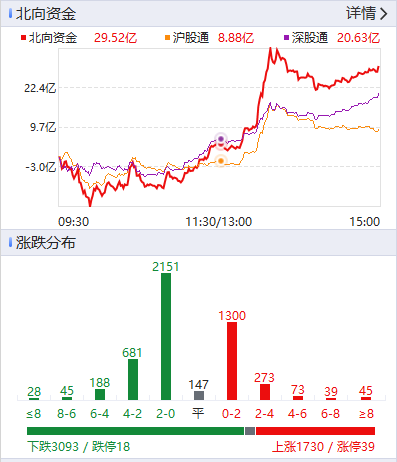 北向资金 详情
北向资金 29.52亿 沪股通 8.88亿 深股通 20.63亿
22.4亿
9.7亿
-3.0亿
09:30 11:30/13:00 15:00
涨跌分布
28 45 188 681 2151 147 1300 273 73 39 45
≤8 8-6 6-4 4-2 2-0 平 0-2 2-4 4-6 6-8 ≥8
下跌3093 / 跌停18 上涨1730 / 涨停39